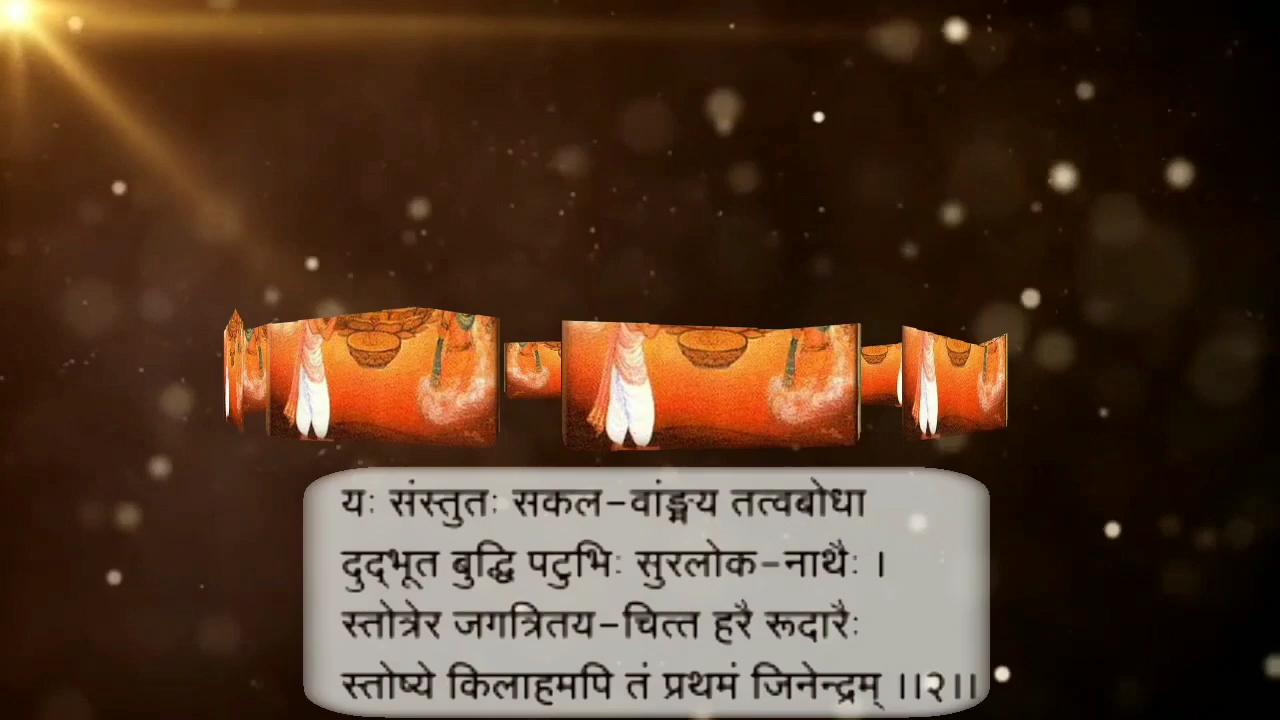 यः संस्तुतः सकल-वांङ्मय तत्वबोधा
दुद्भूत बुद्धि पटुभिः सुरलोक-नाथैः ।
स्तोत्रेर जगत्रितय-चित्त हरै रूदारैः
स्तोष्ये किलाहमपि तं प्रथमं जिनेन्द्रम् ।।२।।